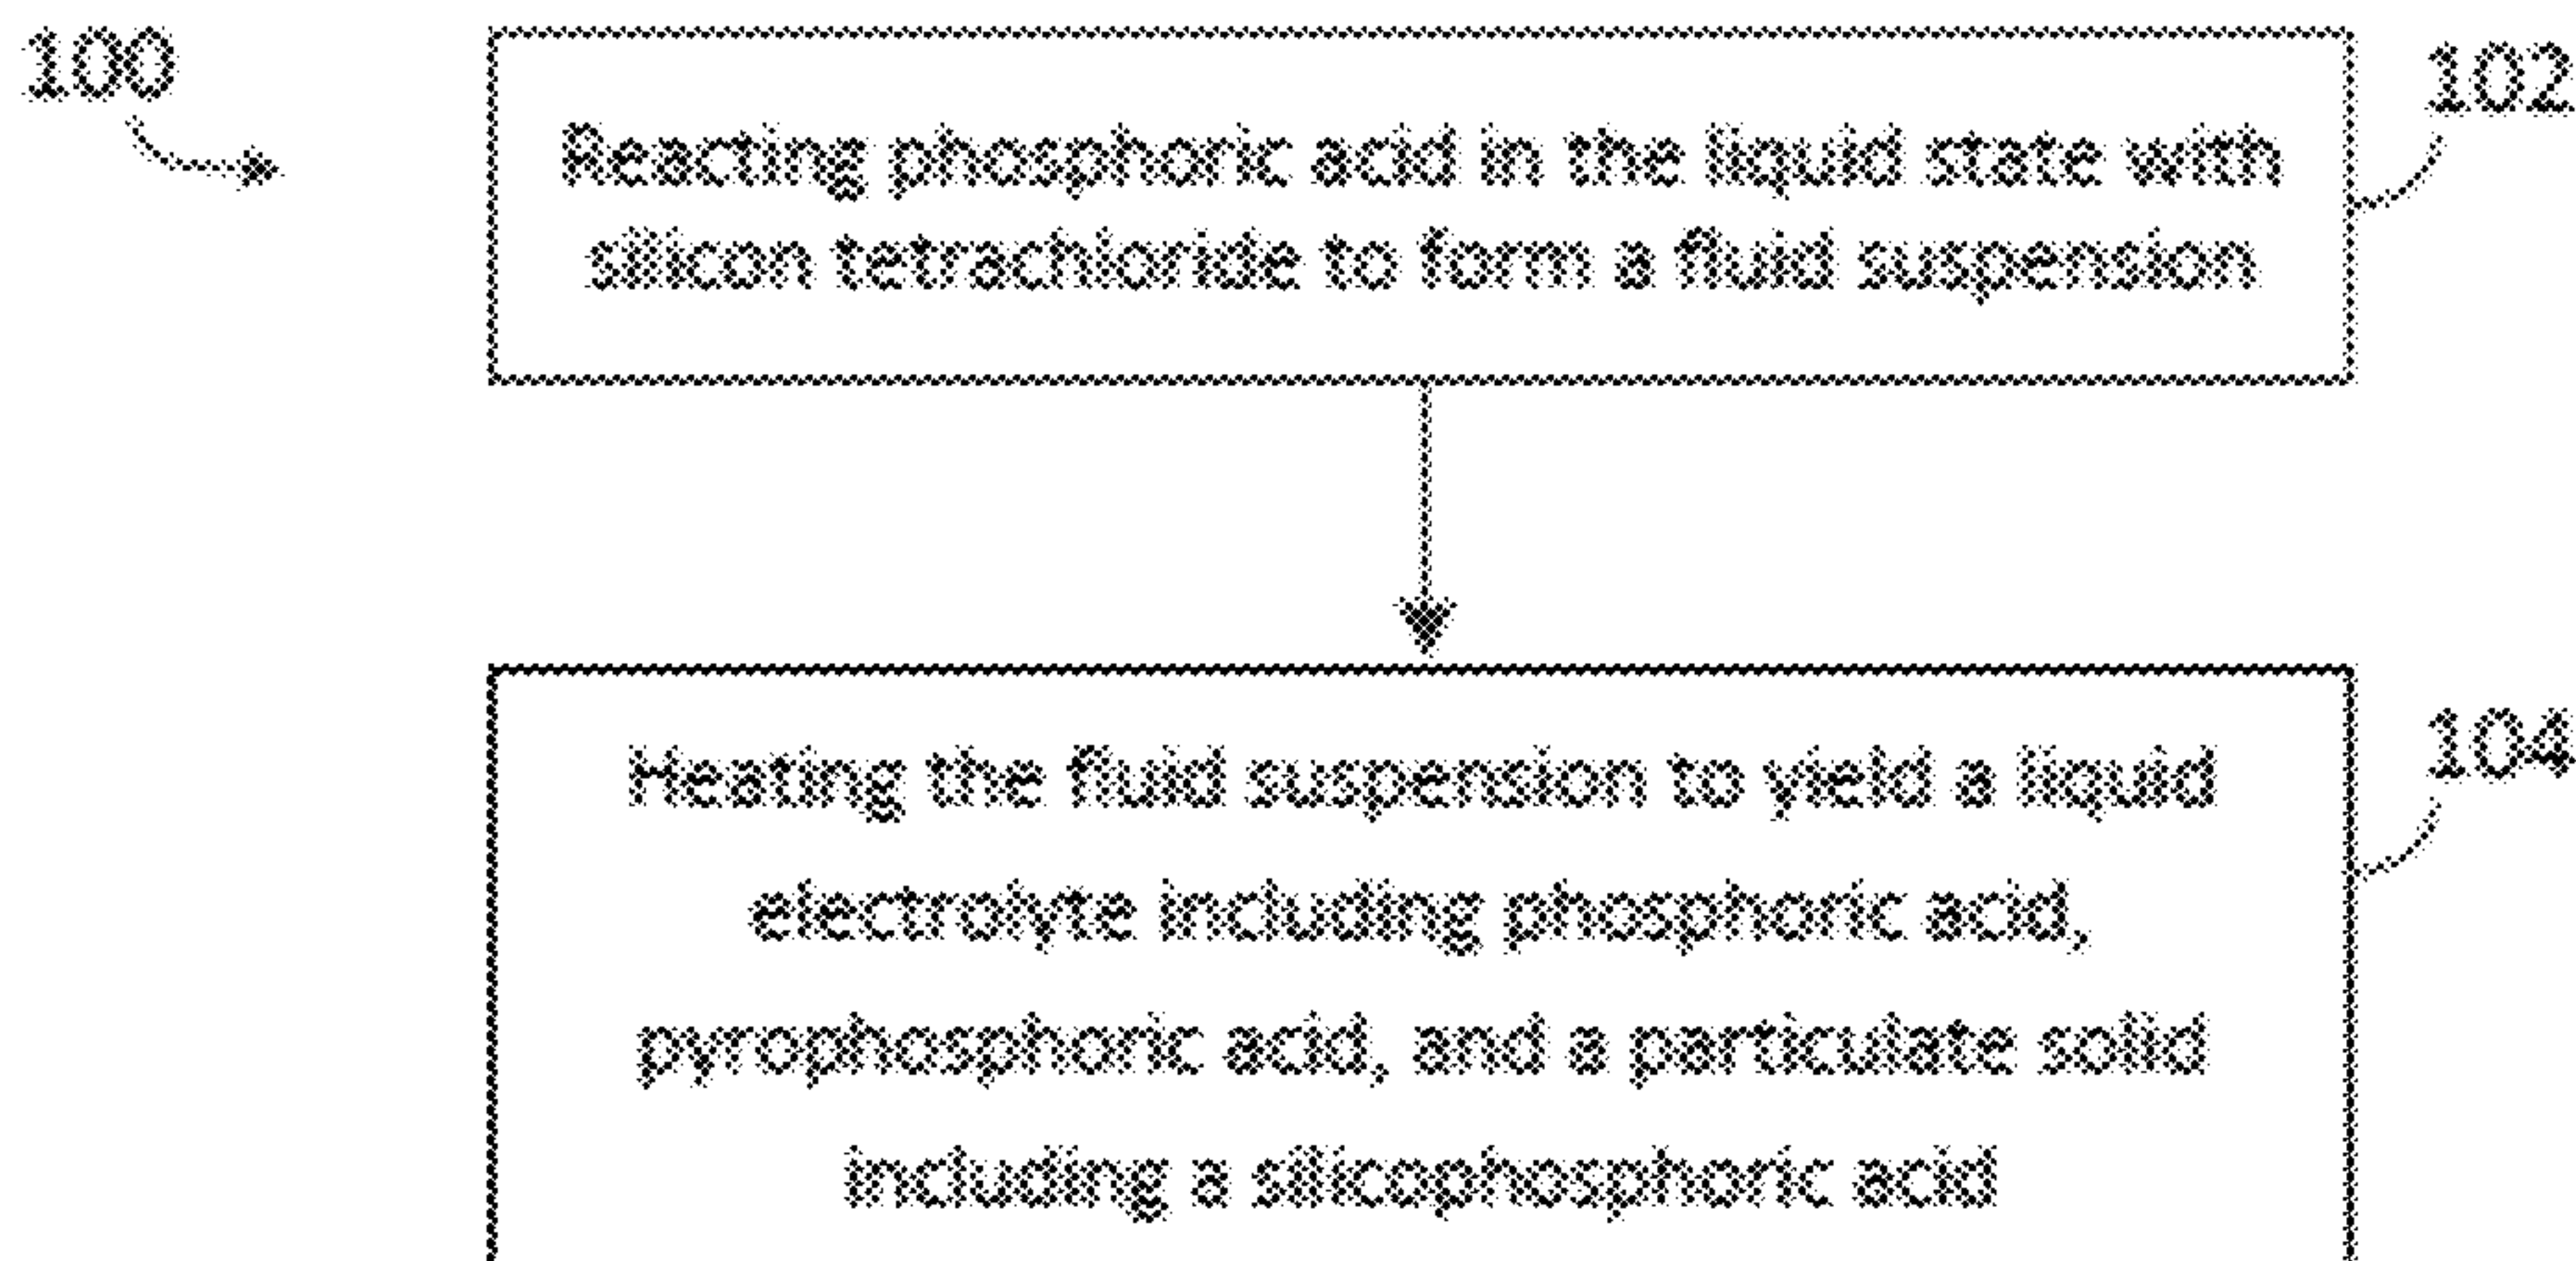 100
102
Reacting phosphoric acid in the liquid state with
silicon tetrachloride to form a fluid suspension
104
Heating the fluid suspension to yield a liquid
electrolyte including phosphoric acid,
pyrophosphoric acid, and a particulate solid
including a silicophosphoric acid